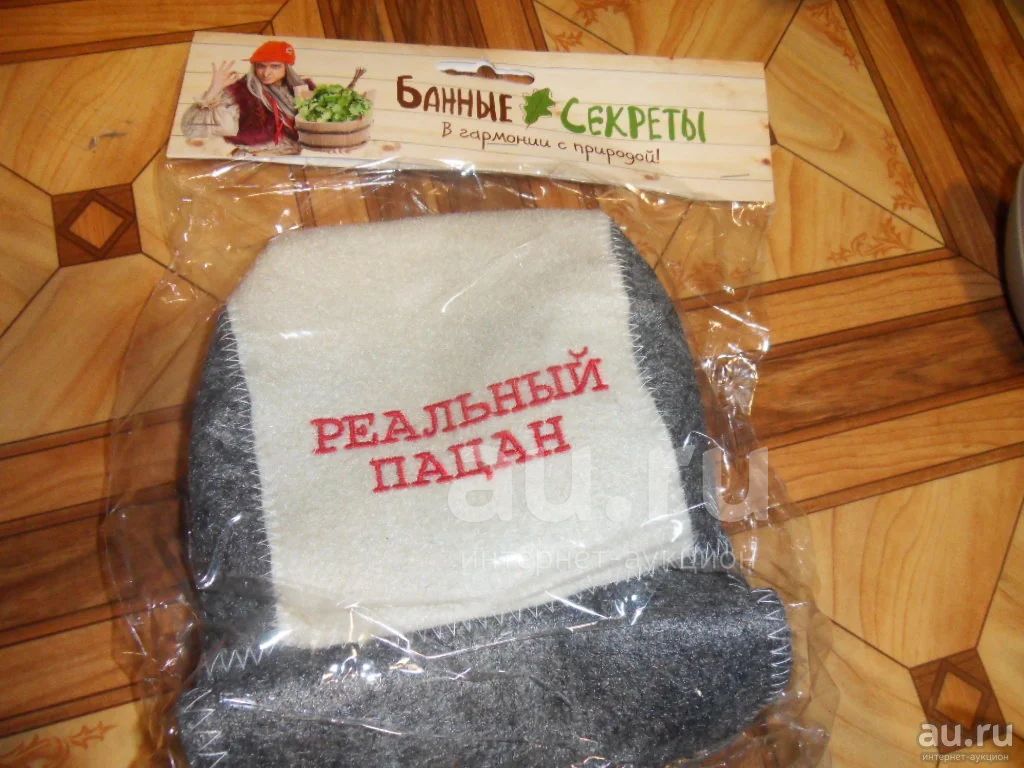 Банные Секреты
В гармонии с природой!
РЕАЛЬНЫЙ
ПАЦАН
au.ru
интернет-аукцион
au.ru
интернет-аукцион